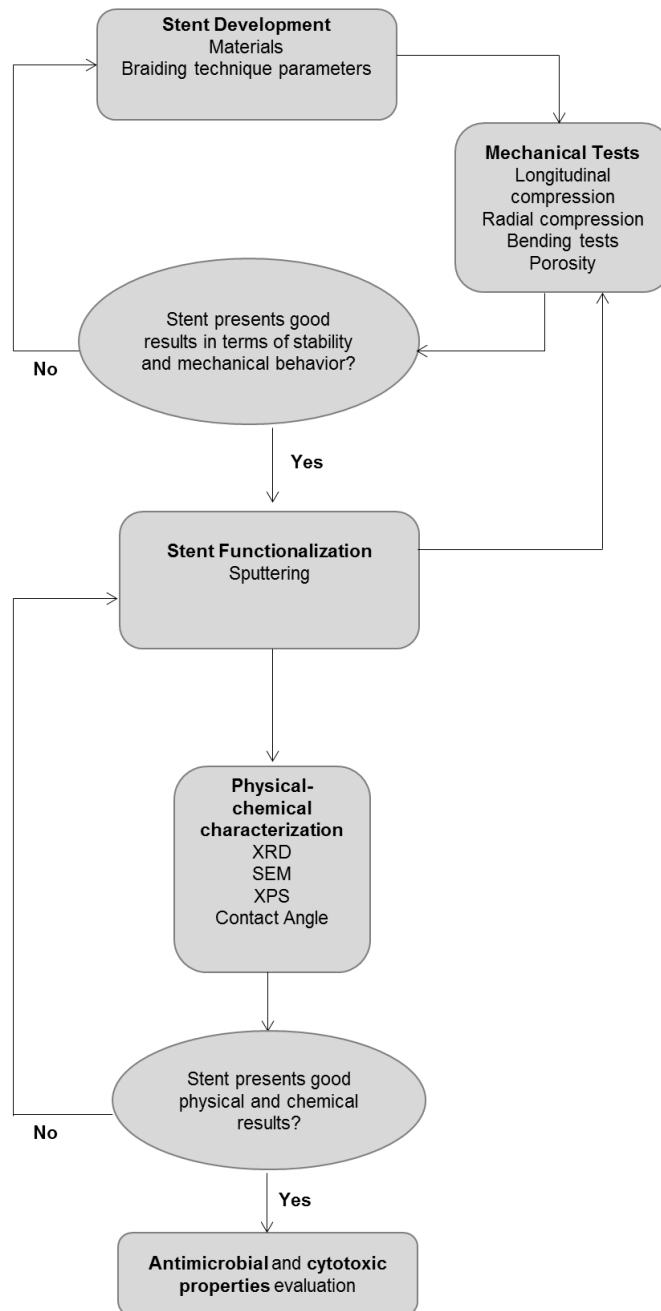 Stent Development
Materials
Braiding technique parameters
Mechanical Tests
Longitudinal
compression
Radial compression
Bending tests
Porosity
Stent presents good
results in terms of stability
and mechanical behavior?
No
Yes
Stent Functionalization
Sputtering
Physical-
chemical
characterization
XRD
SEM
XPS
Contact Angle
Stent presents good
physical and chemical
results?
No
Yes
Antimicrobial and cytotoxic
properties evaluation